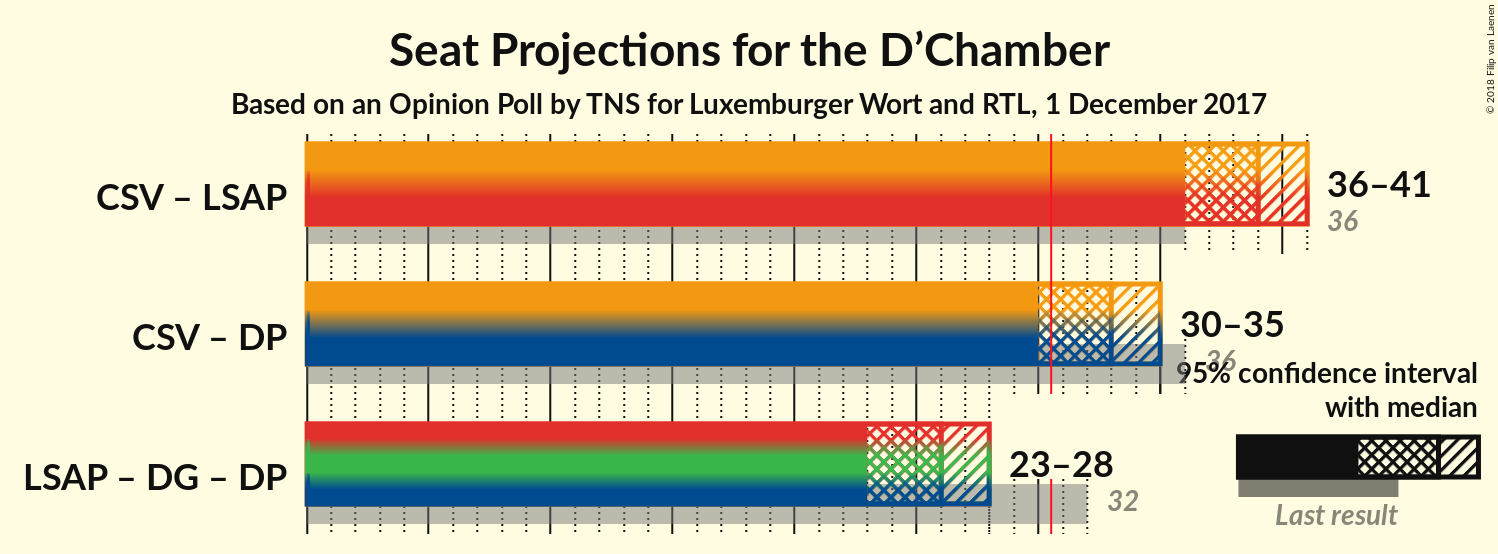 Seat Projections for the D’Chamber
Based on an Opinion Poll by TNS for Luxemburger Wort and RTL, 1 December 2017
© 2018 Filip van Laenen
CSV – LSAP
36–41
36
CSV – DP
30–35
36
95% confidence interval
with median
LSAP – DG – DP
23–28
32
Last result